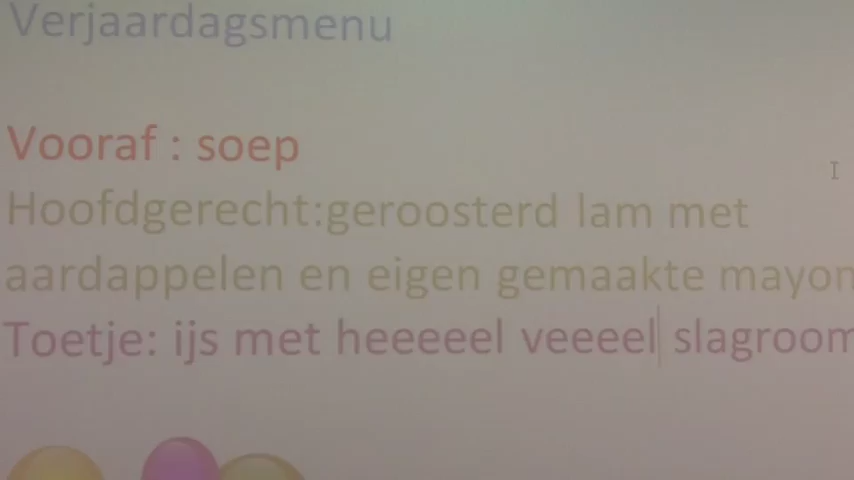 Verjaardagsmenu
Vooraf : soep
Hoofdgerecht:geroosterd lam met
aardappelen en eigen gemaakte mayon
Toetje: ijs met heeeeel veeeel slagroom